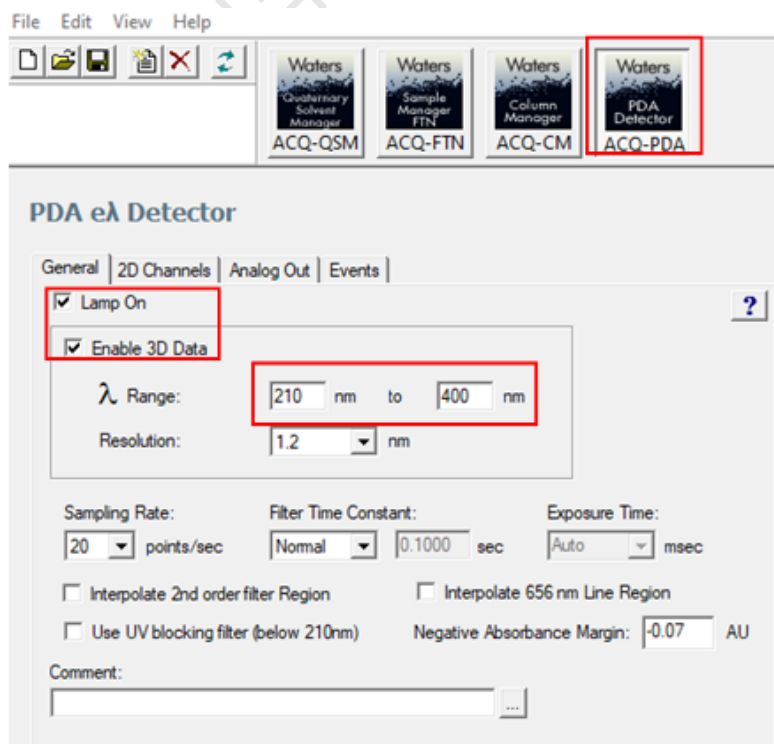 File Edit View Help
Waters Quaternary Solvent Manager
ACQ-QSM
Waters Sample Manager FTN
ACQ-FTN
Waters Column Manager
ACQ-CM
Waters PDA Detector
ACQ-PDA
PDA eλ Detector
General 2D Channels Analog Out Events
Lamp On
?
Enable 3D Data
λ Range: 210 nm to 400 nm
Resolution: 1.2 nm
Sampling Rate: Filter Time Constant: Exposure Time:
20 points/sec Normal 0.1000 sec Auto msec
Interpolate 2nd order filter Region Interpolate 656 nm Line Region
Use UV blocking filter (below 210nm) Negative Absorbance Margin: -0.07 AU
Comment:
...